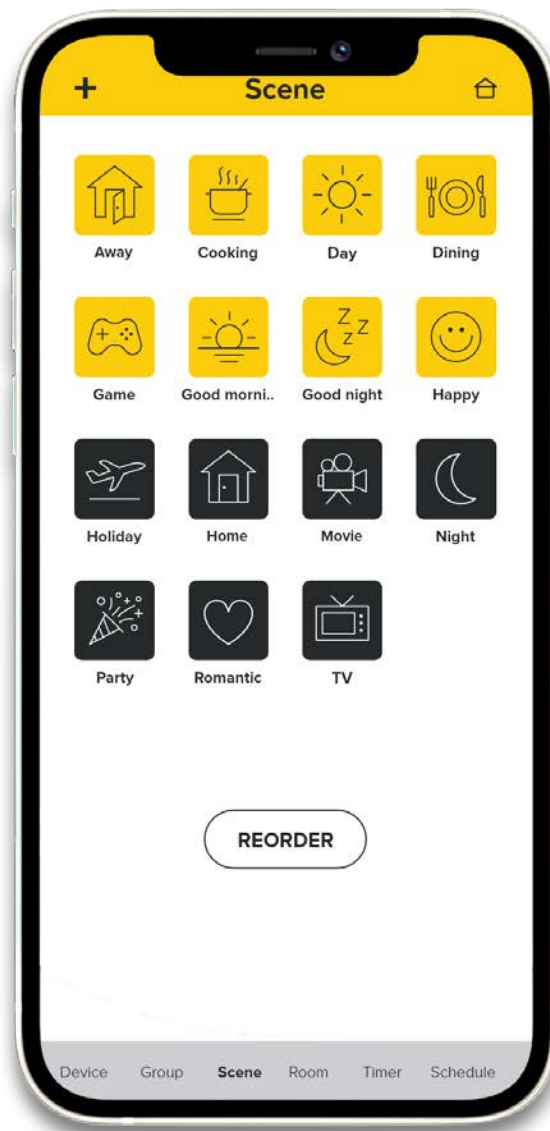 + Scene
Away Cooking Day Dining
Z Z Z
Game Good morni.. Good night Happy
Holiday Home Movie Night
Party Romantic TV
REORDER
Device Group Scene Room Timer Schedule